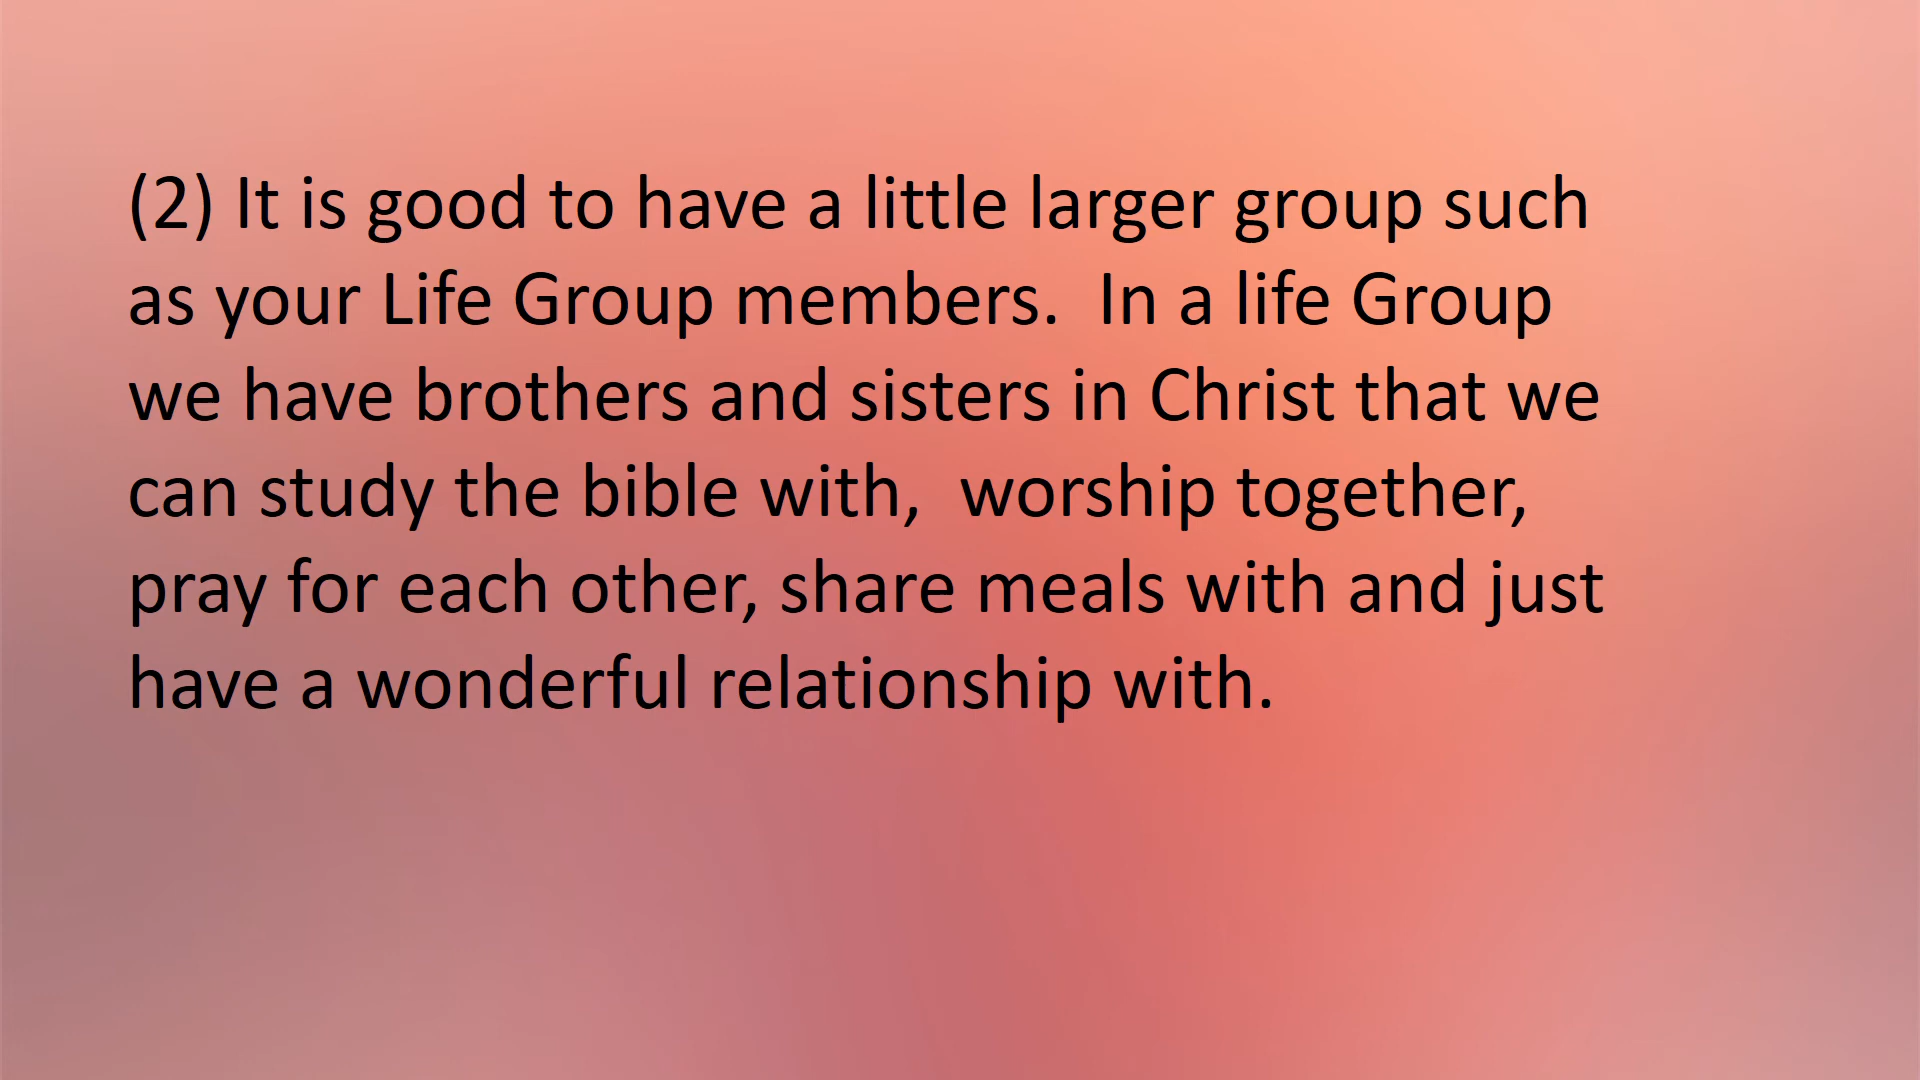 (2) It is good to have a little larger group such
as your Life Group members.  In a life Group
we have brothers and sisters in Christ that we
can study the bible with,  worship together,
pray for each other, share meals with and just
have a wonderful relationship with.